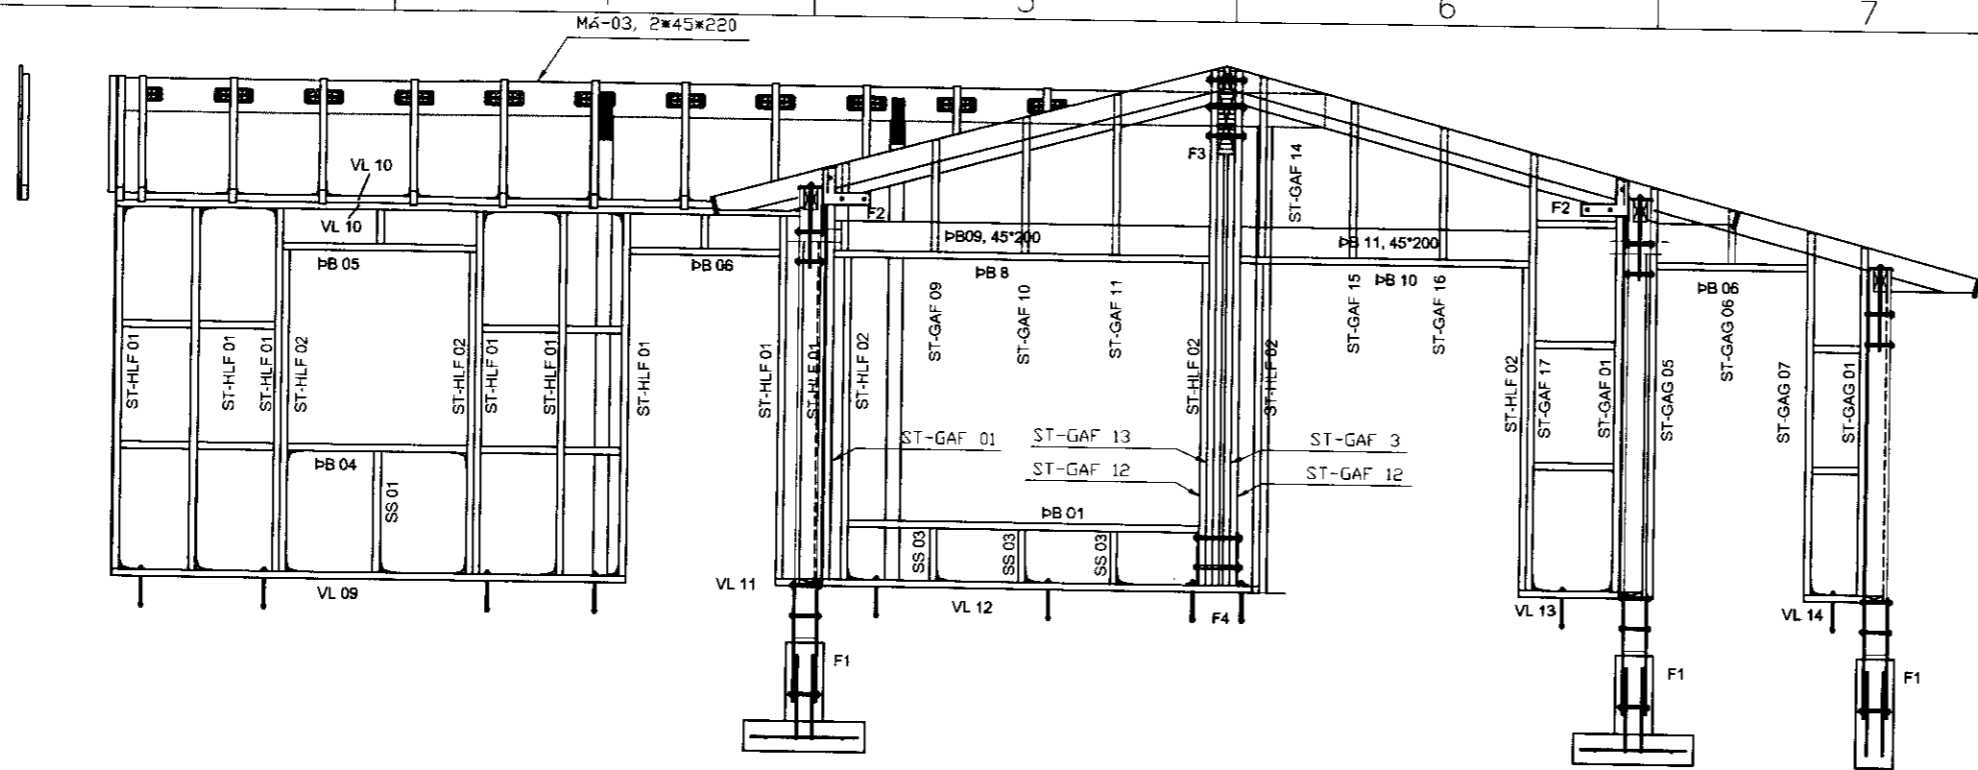 5
6
7
MÁ-03, 2*45*220
VL 10
VL 10
ÞB 05
ÞB 06
F2
ÞB09, 45*200
ÞB 8
F3
ST-GAF 14
ÞB 11, 45*200
ÞB 10
F2
ÞB 06
ST-HLF 01
ST-HLF 01
ST-HLF 01
ST-HLF 02
ST-HLF 02
ST-HLF 01
ST-HLF 01
ST-HLF 01
ST-HLF 01
ST-HLF 01
ST-HLF 02
ST-GAF 09
ST-GAF 10
ST-GAF 11
ST-HLF 02
ST-HLF 02
ST-GAF 15
ST-GAF 16
ST-HLF 02
ST-GAF 17
ST-GAF 01
ST-GAG 05
ST-GAG 06
ST-GAG 07
ST-GAG 01
ST-GAF 01
ST-GAF 13
ST-GAF 3
ST-GAF 12
ST-GAF 12
ÞB 04
SS 01
ÞB 01
SS 03
SS 03
SS 03
VL 09
VL 11
VL 12
F4
VL 13
VL 14
F1
F1
F1